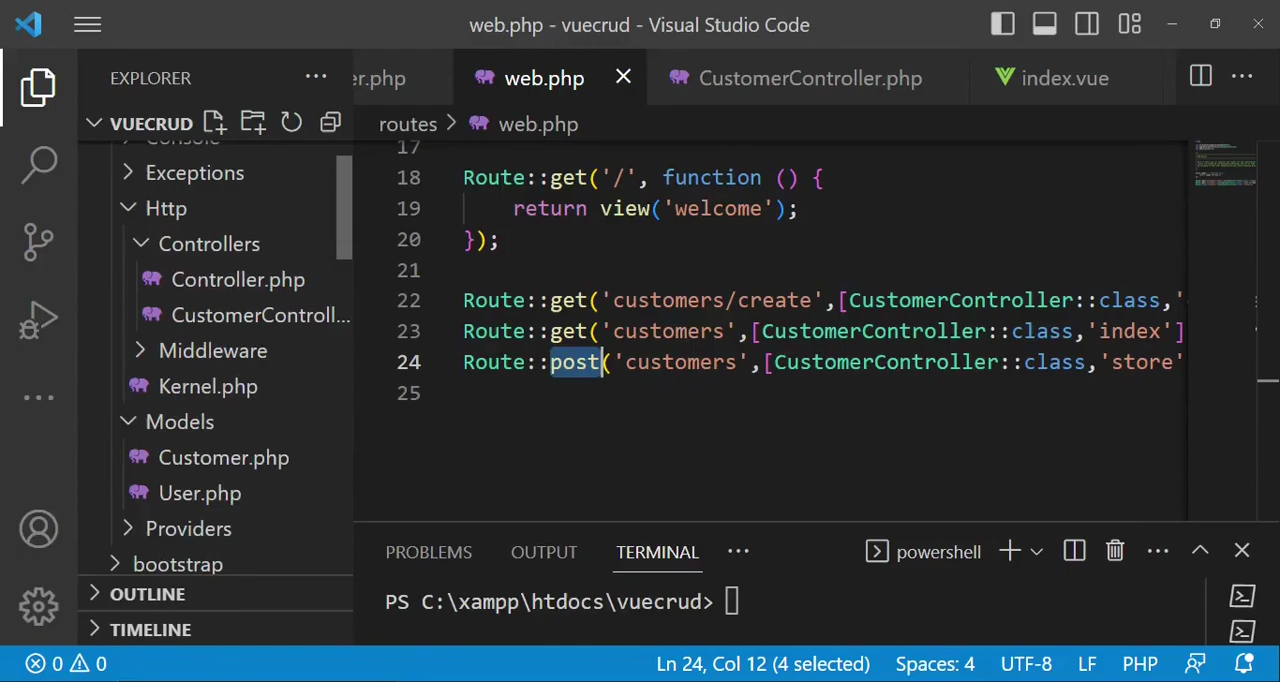 web.php - vuecrud - Visual Studio Code
EXPLORER
er.php
web.php
CustomerController.php
index.vue
VUECRUD
routes > web.php
Console
Exceptions
Http
Controllers
Controller.php
CustomerControll...
Middleware
Kernel.php
Models
Customer.php
User.php
Providers
bootstrap
OUTLINE
TIMELINE
17
18 Route::get('/', function () {
19 return view('welcome');
20 });
21
22 Route::get('customers/create',[CustomerController::class,'
23 Route::get('customers',[CustomerController::class,'index']
24 Route::post('customers',[CustomerController::class,'store'
25
PROBLEMS OUTPUT TERMINAL ... powershell
PS C:\xampp\htdocs\vuecrud>
0 0 Ln 24, Col 12 (4 selected) Spaces: 4 UTF-8 LF PHP